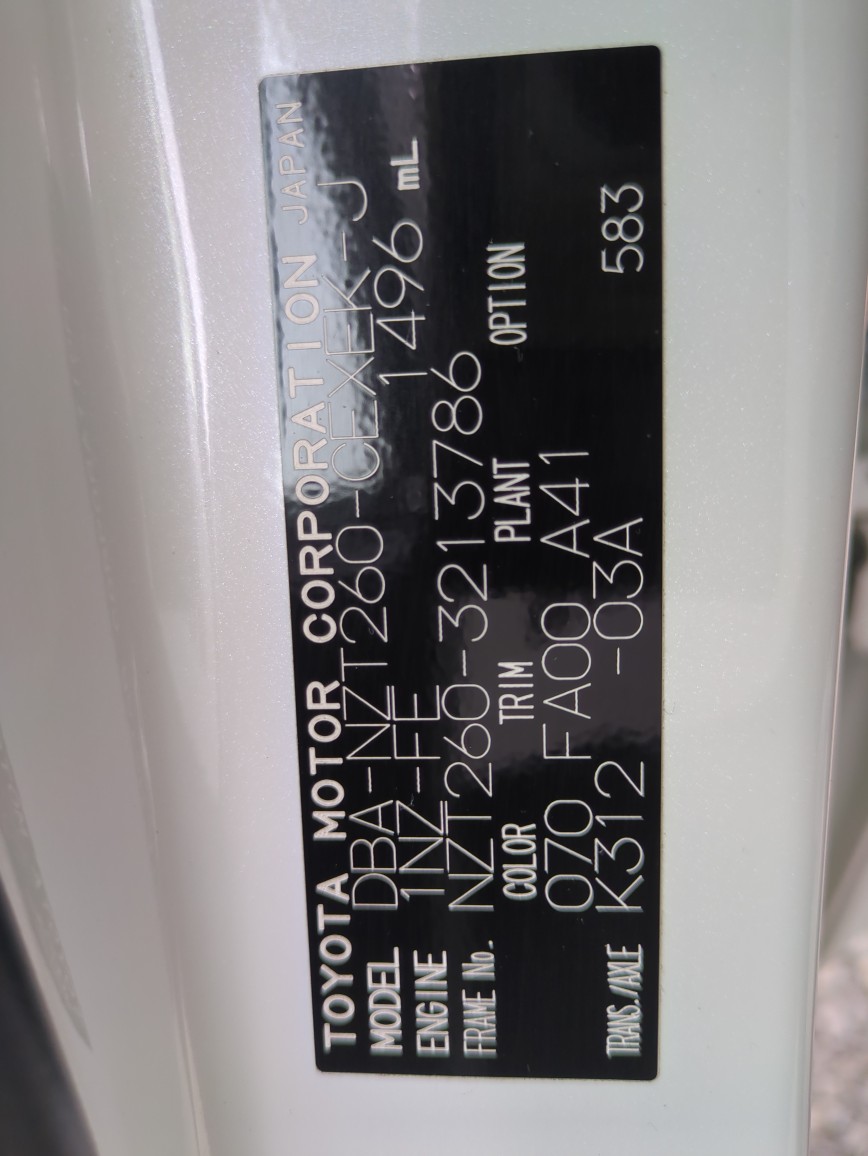 TOYOTA MOTOR CORPORATION JAPAN
MODEL DBA-NZT260-CEXEK-J
ENGINE 1NZ-FE 1496 mL
FRAME No. NZT260-3213786
COLOR TRIM PLANT OPTION
070 FA00 A41
TRANS./AXLE K312 -03A 583